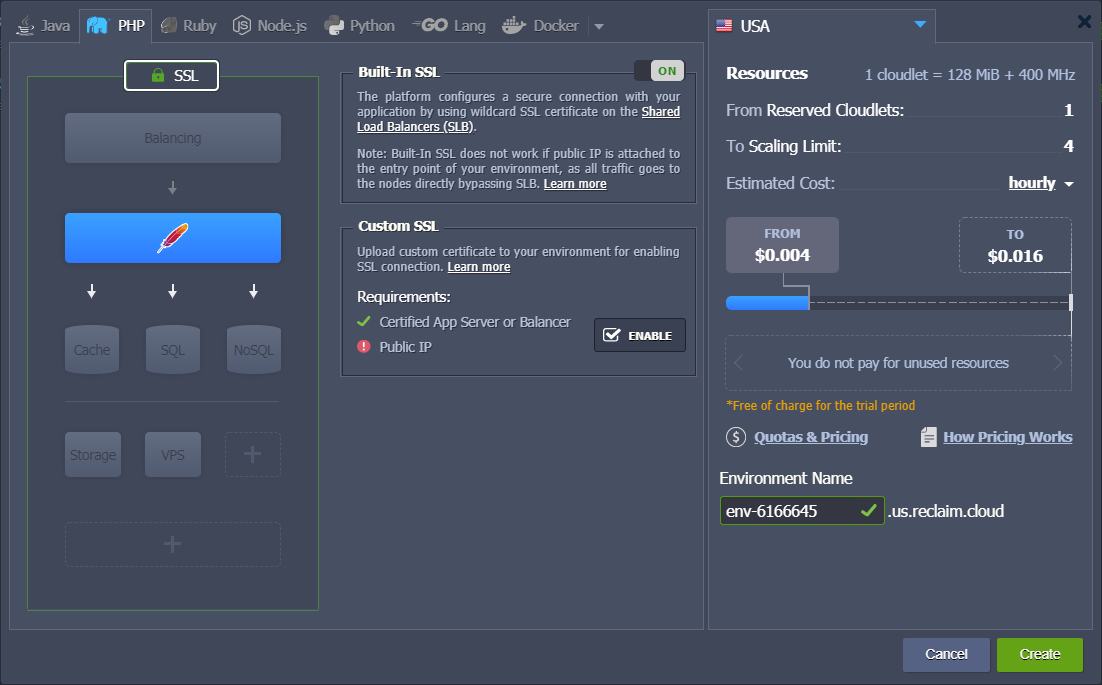 Java
PHP
Ruby
Node.js
Python
GO Lang
Docker
USA
SSL
Balancing
Cache
SQL
NoSQL
Storage
VPS
Built-In SSL
ON
The platform configures a secure connection with your
application by using wildcard SSL certificate on the Shared
Load Balancers (SLB).
Note: Built-In SSL does not work if public IP is attached to
the entry point of your environment, as all traffic goes to
the nodes directly bypassing SLB. Learn more
Custom SSL
Upload custom certificate to your environment for enabling
SSL connection. Learn more
Requirements:
Certified App Server or Balancer
Public IP
ENABLE
Resources
1 cloudlet = 128 MiB + 400 MHz
From Reserved Cloudlets: 1
To Scaling Limit: 4
Estimated Cost: hourly
FROM
$0.004
TO
$0.016
You do not pay for unused resources
*Free of charge for the trial period
Quotas & Pricing
How Pricing Works
Environment Name
env-6166645 .us.reclaim.cloud
Cancel
Create